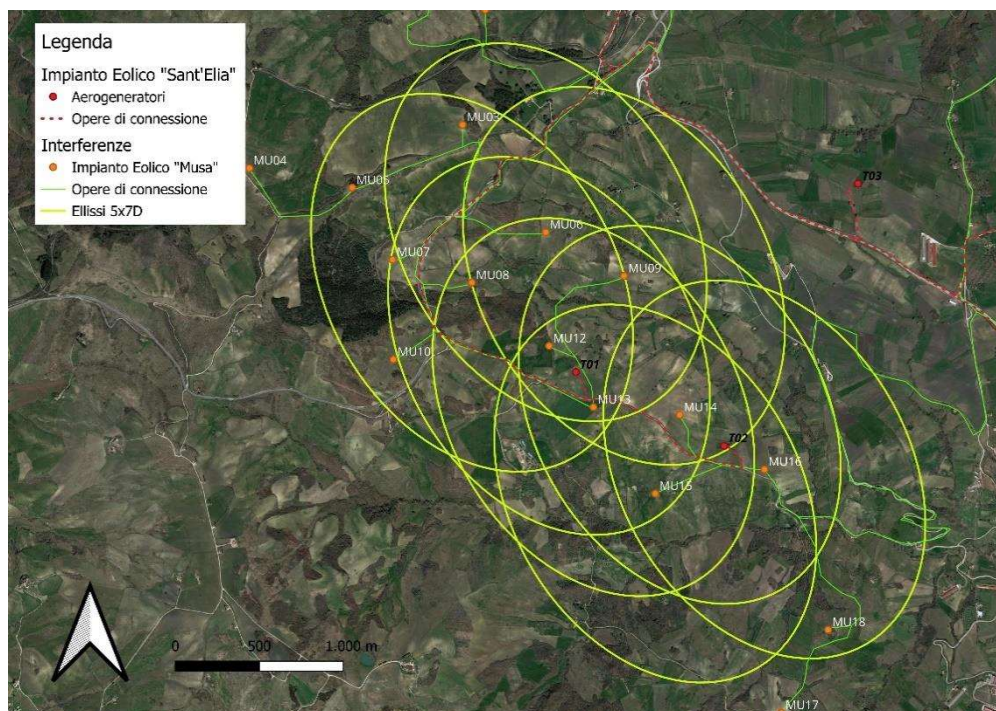 Legenda
Impianto Eolico "Sant'Elia"
Aerogeneratori
Opere di connessione
Interferenze
Impianto Eolico "Musa"
Opere di connessione
Ellissi 5x7D
MU03
MU04
T03
MU05
MU06
MU07
MU09
MU08
MU12
MU10
T01
MU13
MU14
T02
MU16
MU15
MU18
0 500 1.000 m
MU17